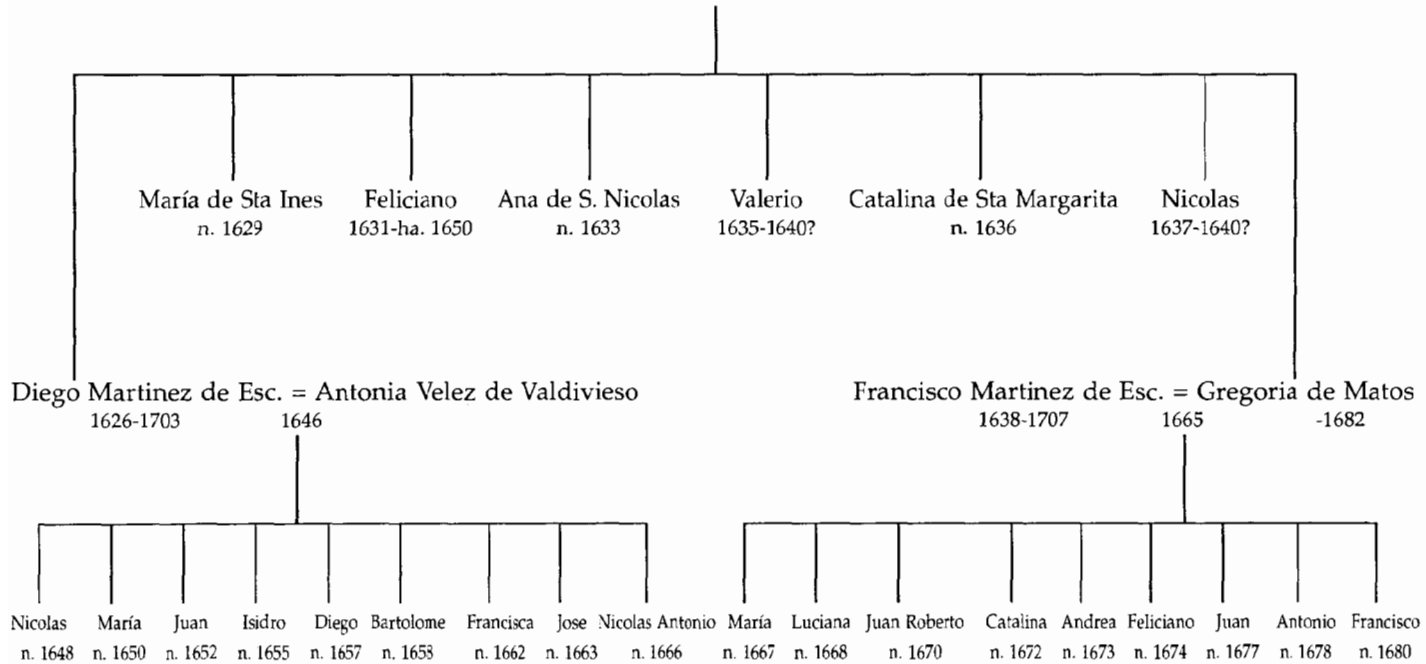 María de Sta Ines Feliciano Ana de S. Nicolas Valerio Catalina de Sta Margarita Nicolas
n. 1629 1631-ha. 1650 n. 1633 1635-1640? n. 1636 1637-1640?
Diego Martinez de Esc. = Antonia Velez de Valdivieso Francisco Martinez de Esc. = Gregoria de Matos
1626-1703 1646 1638-1707 1665 -1682
Nicolas María Juan Isidro Diego Bartolome Francisca Jose Nicolas Antonio María Luciana Juan Roberto Catalina Andrea Feliciano Juan Antonio Francisco
n. 1648 n. 1650 n. 1652 n. 1655 n. 1657 n. 1658 n. 1662 n. 1663 n. 1666 n. 1667 n. 1668 n. 1670 n. 1672 n. 1673 n. 1674 n. 1677 n. 1678 n. 1680